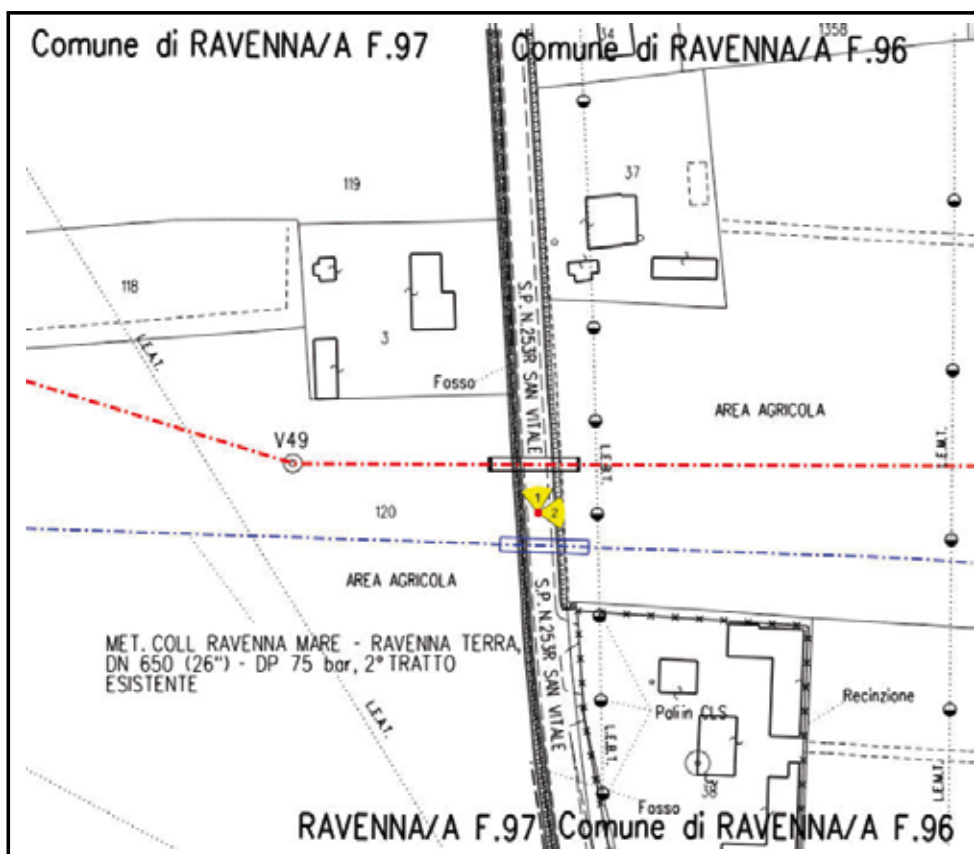 Comune di RAVENNA/A F.97
Comune di RAVENNA/A F.96
34
1358
119
37
118
3
L.E.A.T.
S.P. N.253R SAN VITALE
Fosso
AREA AGRICOLA
V49
L.E.B.T.
L.E.M.T.
1
2
120
AREA AGRICOLA
MET. COLL RAVENNA MARE - RAVENNA TERRA,
DN 650 (26") - DP 75 bar, 2° TRATTO
ESISTENTE
S.P. N.253R SAN VITALE
L.E.A.T.
Pali in CLS
Recinzione
L.E.B.T.
L.E.M.T.
38
Fosso
RAVENNA/A F.97
Comune di RAVENNA/A F.96